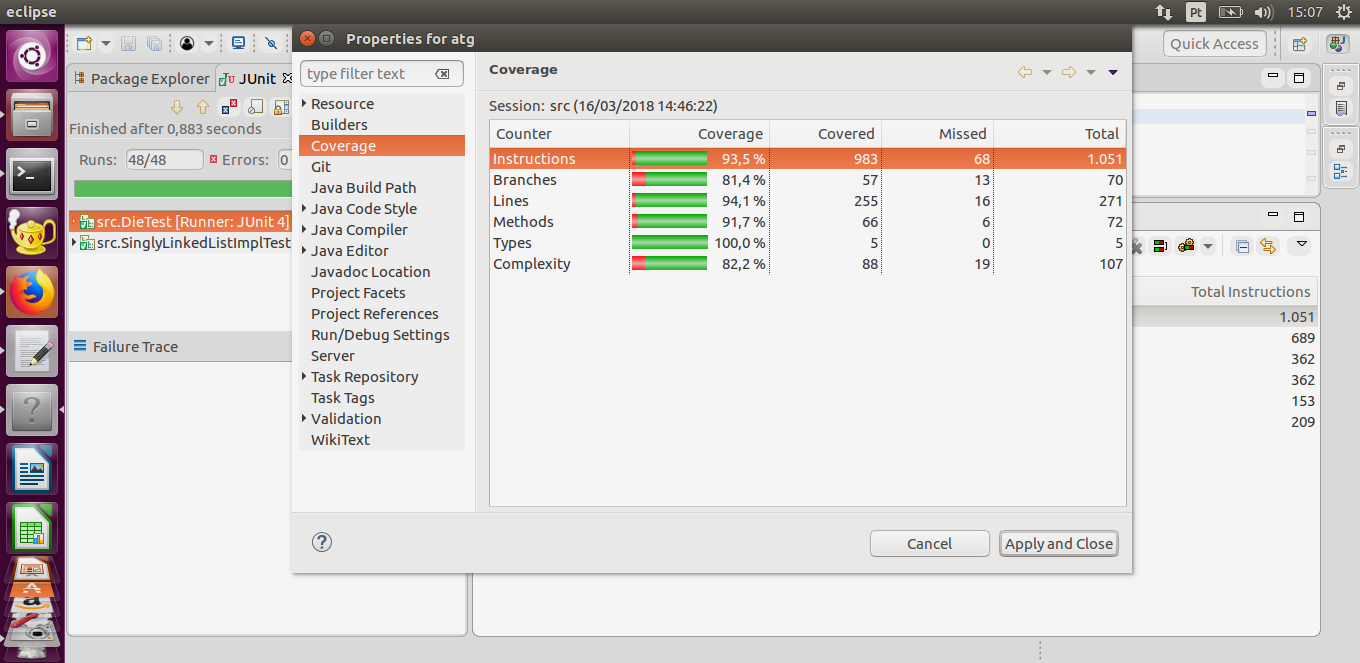 eclipse
Pt
15:07
Quick Access
Package Explorer
JUnit
Finished after 0,883 seconds
Runs: 48/48
Errors: 0
src.DieTest [Runner: JUnit 4]
src.SinglyLinkedListImplTest
Failure Trace
Properties for atg
type filter text
Resource
Builders
Coverage
Git
Java Build Path
Java Code Style
Java Compiler
Java Editor
Javadoc Location
Project Facets
Project References
Run/Debug Settings
Server
Task Repository
Task Tags
Validation
WikiText
Coverage
Session: src (16/03/2018 14:46:22)
Counter Coverage Covered Missed Total
Instructions 93,5 % 983 68 1.051
Branches 81,4 % 57 13 70
Lines 94,1 % 255 16 271
Methods 91,7 % 66 6 72
Types 100,0 % 5 0 5
Complexity 82,2 % 88 19 107
Cancel
Apply and Close
Total Instructions
1.051
689
362
362
153
209